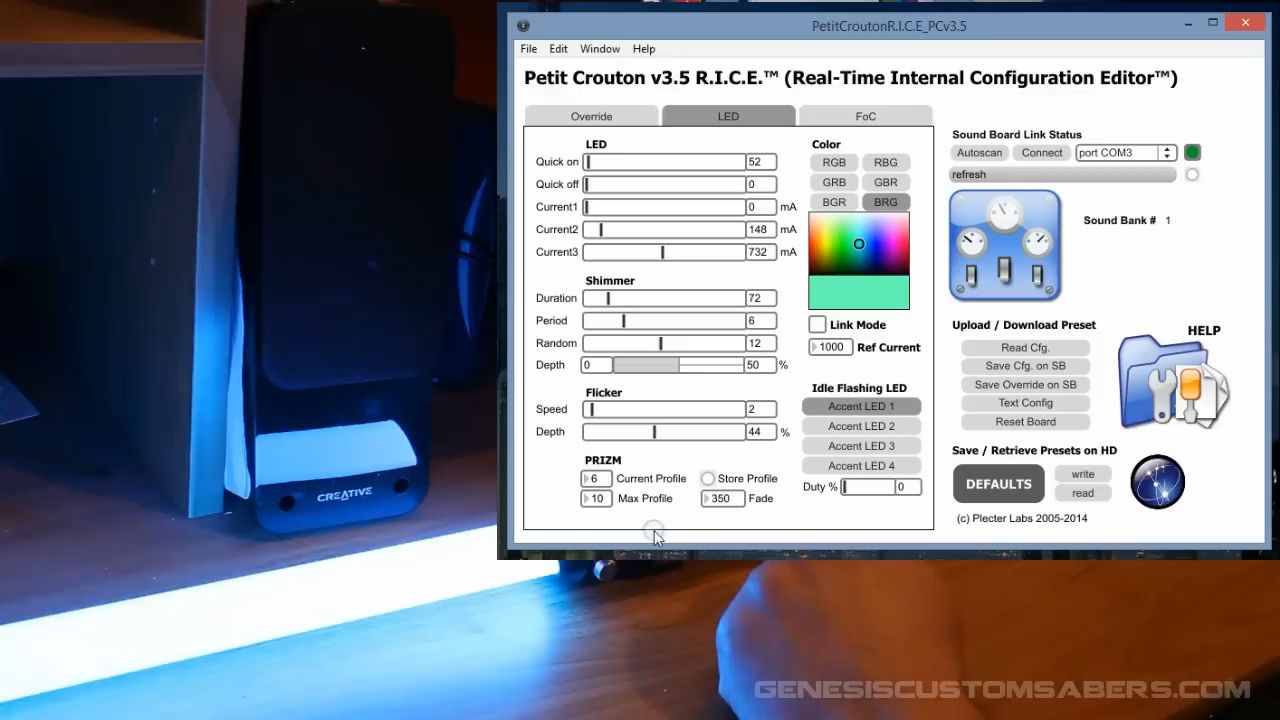 PetitCroutonR.I.C.E_PCv3.5
File Edit Window Help
Petit Crouton v3.5 R.I.C.E.™ (Real-Time Internal Configuration Editor™)
Override LED FoC
LED
Quick on 52
Quick off 0
Current1 0 mA
Current2 148 mA
Current3 732 mA
Shimmer
Duration 72
Period 6
Random 12
Depth 0 50 %
Flicker
Speed 2
Depth 44 %
PRIZM
6 Current Profile Store Profile
10 Max Profile 350 Fade
Color
RGB RBG
GRB GBR
BGR BRG
Link Mode
1000 Ref Current
Idle Flashing LED
Accent LED 1
Accent LED 2
Accent LED 3
Accent LED 4
Duty % 0
Sound Board Link Status
Autoscan Connect port COM3
refresh
Sound Bank # 1
Upload / Download Preset
Read Cfg.
Save Cfg. on SB
Save Override on SB
Text Config
Reset Board
HELP
Save / Retrieve Presets on HD
DEFAULTS
write
read
(c) Plecter Labs 2005-2014
CREATIVE
GENESISCUSTOMSABERS.COM